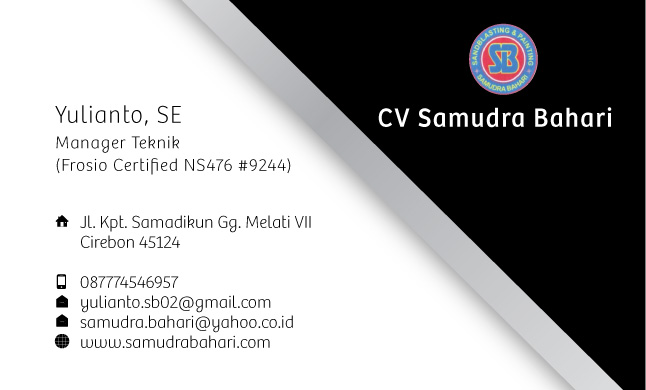 SANDBLASTING & PAINTING
SB
SAMUDRA BAHARI
CV Samudra Bahari
Yulianto, SE
Manager Teknik
(Frosio Certified NS476 #9244)
Jl. Kpt. Samadikun Gg. Melati VII
Cirebon 45124
087774546957
yulianto.sb02@gmail.com
samudra.bahari@yahoo.co.id
www.samudrabahari.com